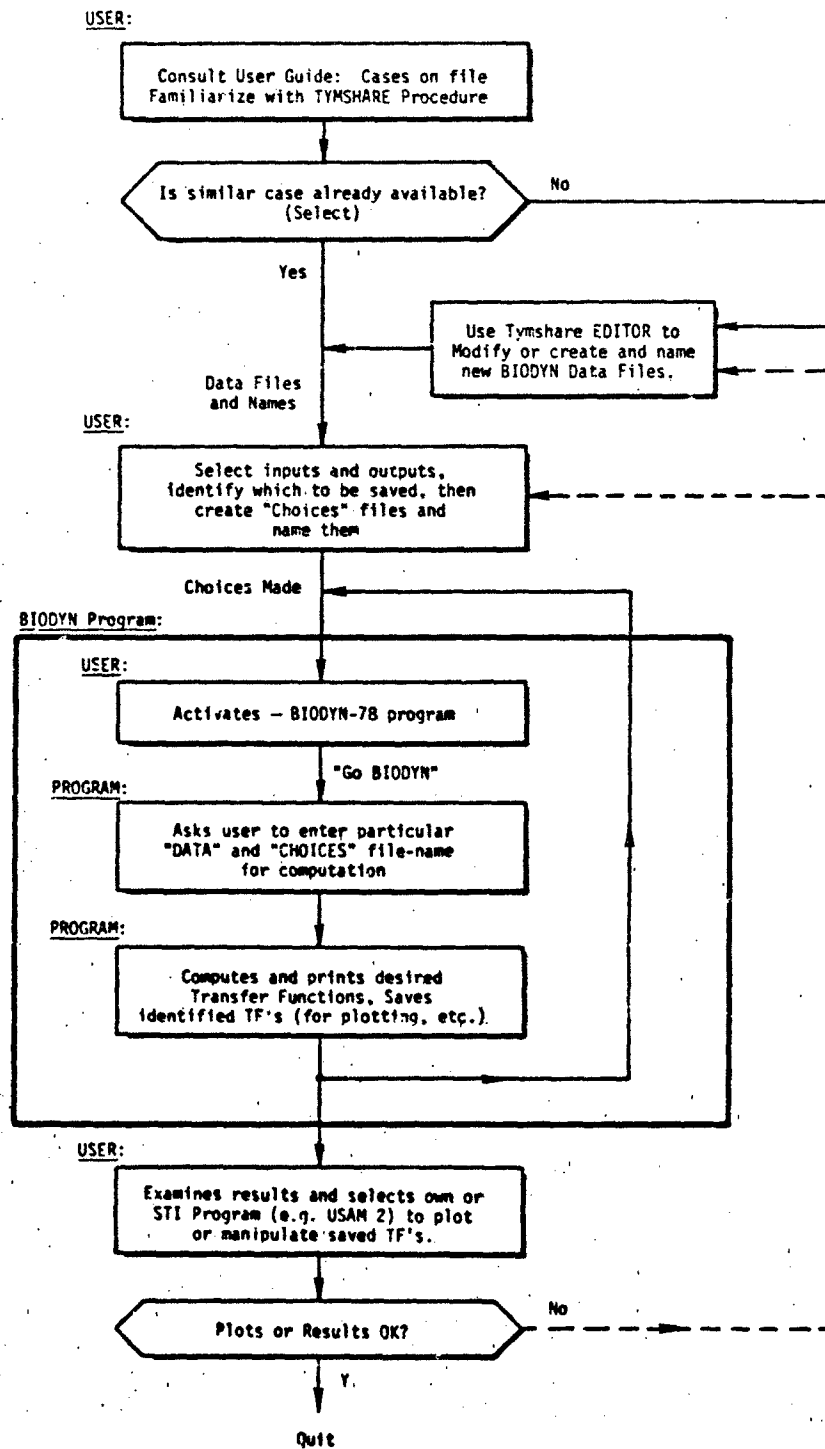 USER:
Consult User Guide: Cases on file
Familiarize with TYMSHARE Procedure
Is similar case already available?
(Select)
No
Yes
Use Tymshare EDITOR to
Modify or create and name
new BIODYN Data Files.
Data Files
and Names
USER:
Select inputs and outputs,
identify which to be saved, then
create "Choices" files and
name them
Choices Made
BIODYN Program:
USER:
Activates — BIODYN-78 program
"Go BIODYN"
PROGRAM:
Asks user to enter particular
"DATA" and "CHOICES" file-name
for computation
PROGRAM:
Computes and prints desired
Transfer Functions, Saves
identified TF's (for plotting, etc.)
USER:
Examines results and selects own or
STI Program (e.g. USAM 2) to plot
or manipulate saved TF's.
Plots or Results OK?
No
Y
Quit